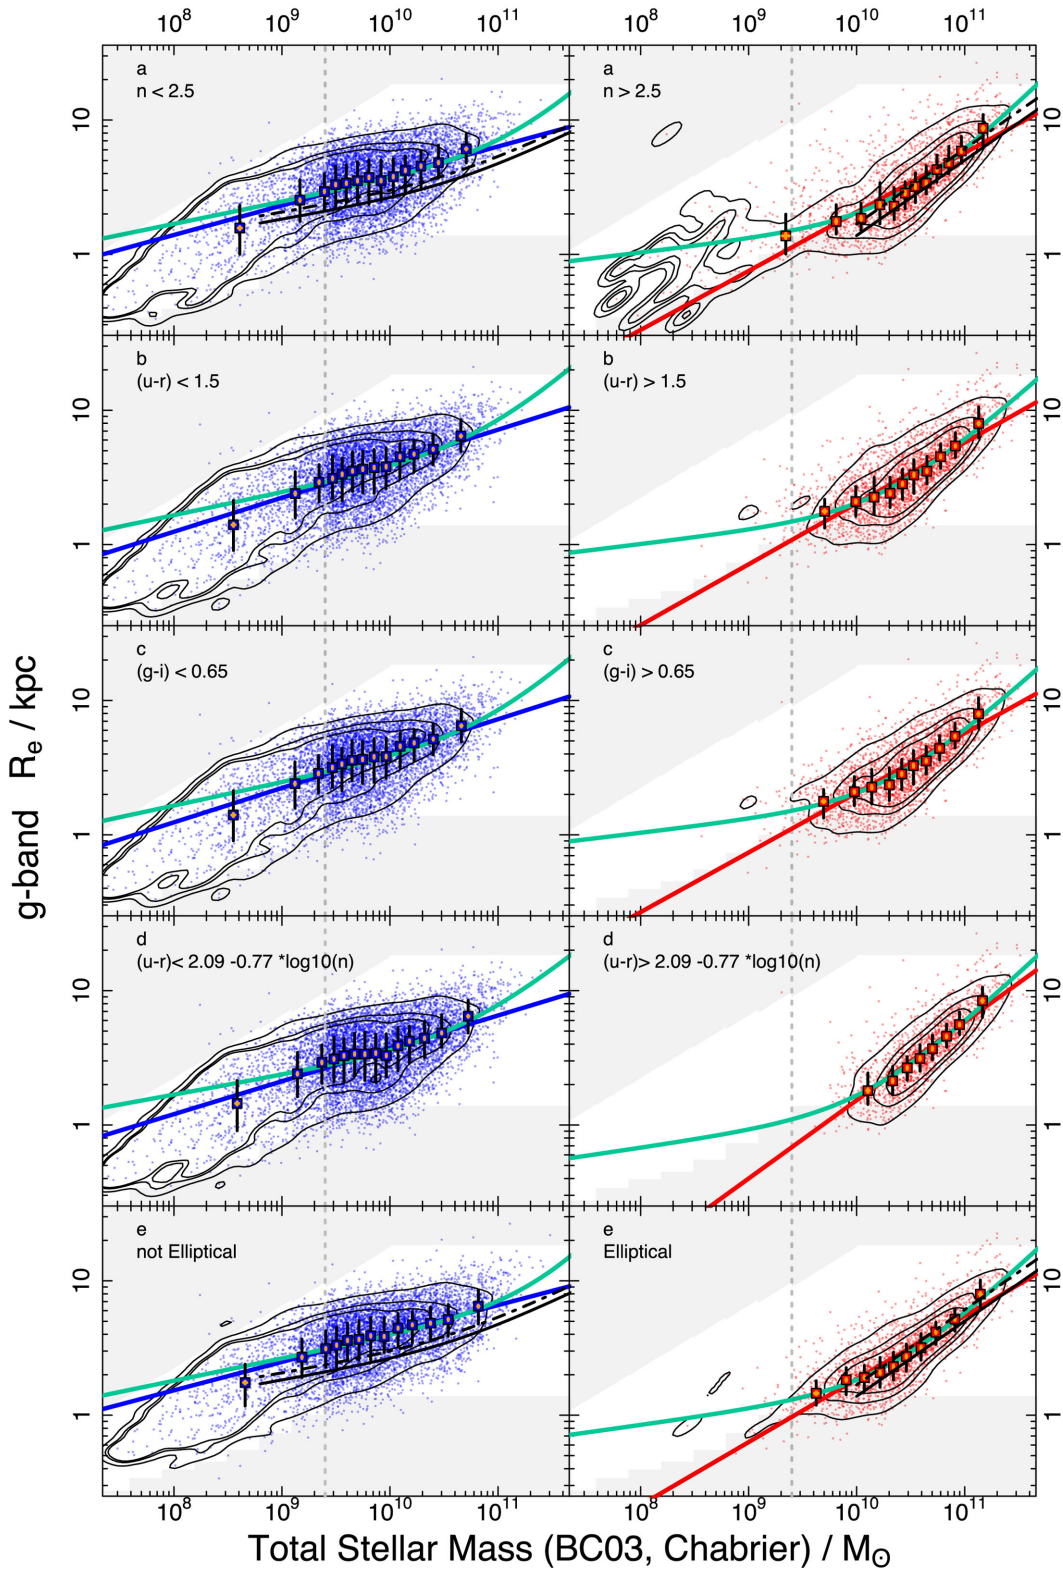 10^8 10^9 10^10 10^11 10^8 10^9 10^10 10^11
a
n < 2.5
a
n > 2.5
10
1
10
1
b
(u-r) < 1.5
b
(u-r) > 1.5
10
1
10
1
c
(g-i) < 0.65
c
(g-i) > 0.65
10
1
10
1
d
(u-r)< 2.09 -0.77 *log10(n)
d
(u-r)> 2.09 -0.77 *log10(n)
10
1
10
1
e
not Elliptical
e
Elliptical
10
1
10
1
g-band R_e / kpc
10^8 10^9 10^10 10^11 10^8 10^9 10^10 10^11
Total Stellar Mass (BC03, Chabrier) / M_⊙